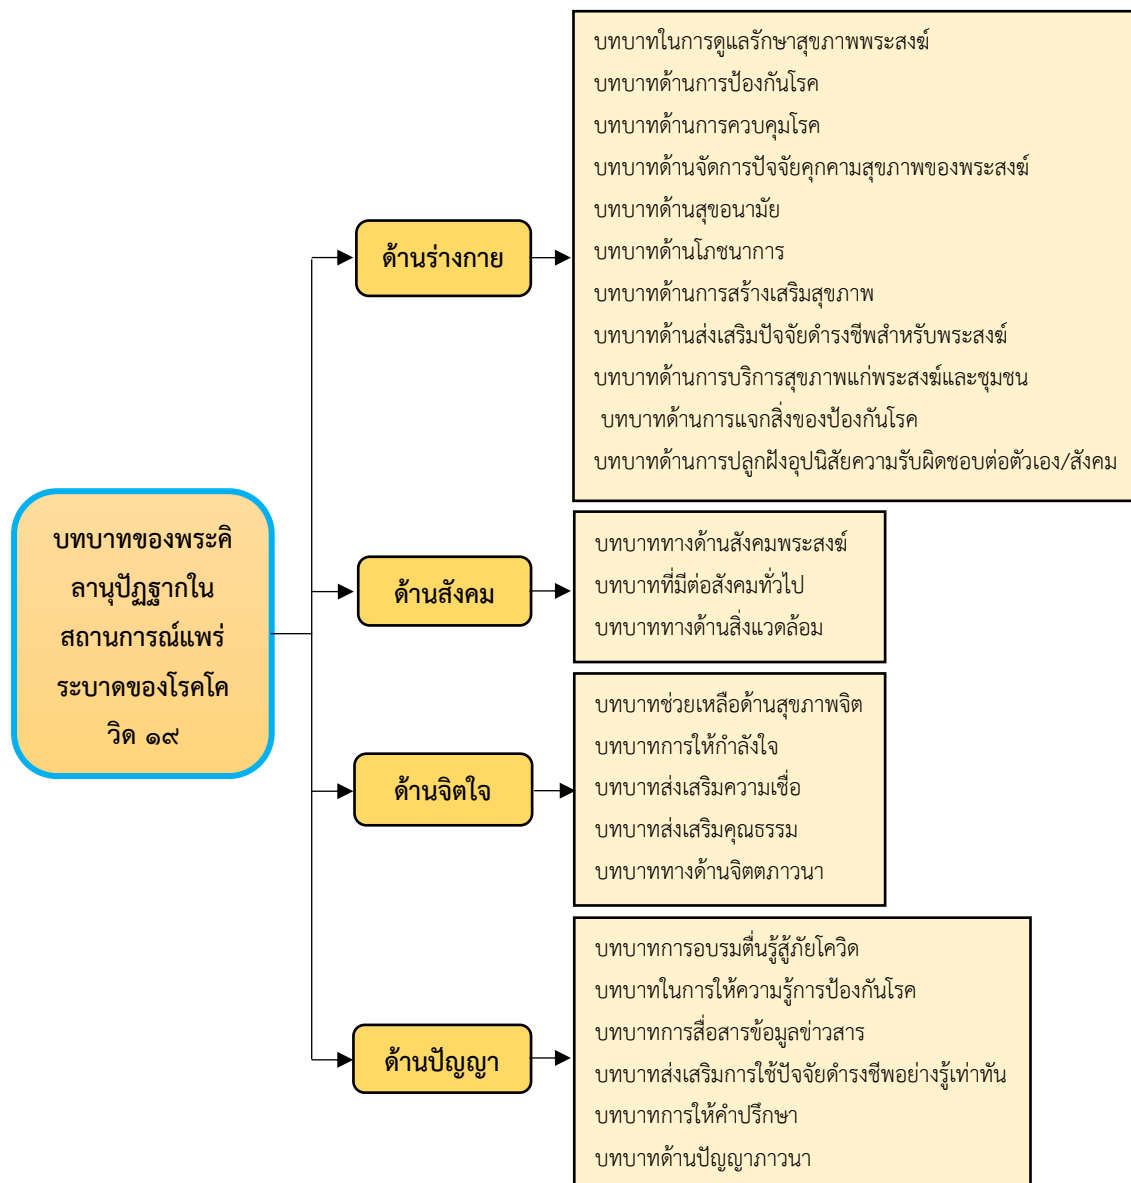 บทบาทของพระคิ
ลานุปัฏฐากใน
สถานการณ์แพร่
ระบาดของโรคโค
วิด ๑๙
ด้านร่างกาย
บทบาทในการดูแลรักษาสุขภาพพระสงฆ์
บทบาทด้านการป้องกันโรค
บทบาทด้านการควบคุมโรค
บทบาทด้านจัดการปัจจัยคุกคามสุขภาพของพระสงฆ์
บทบาทด้านสุขอนามัย
บทบาทด้านโภชนาการ
บทบาทด้านการสร้างเสริมสุขภาพ
บทบาทด้านส่งเสริมปัจจัยดำรงชีพสำหรับพระสงฆ์
บทบาทด้านการบริการสุขภาพแก่พระสงฆ์และชุมชน
บทบาทด้านการแจกสิ่งของป้องกันโรค
บทบาทด้านการปลูกฝังอุปนิสัยความรับผิดชอบต่อตัวเอง/สังคม
ด้านสังคม
บทบาททางด้านสังคมพระสงฆ์
บทบาทที่มีต่อสังคมทั่วไป
บทบาททางด้านสิ่งแวดล้อม
ด้านจิตใจ
บทบาทช่วยเหลือด้านสุขภาพจิต
บทบาทการให้กำลังใจ
บทบาทส่งเสริมความเชื่อ
บทบาทส่งเสริมคุณธรรม
บทบาททางด้านจิตตภาวนา
ด้านปัญญา
บทบาทการอบรมตื่นรู้สู้ภัยโควิด
บทบาทในการให้ความรู้การป้องกันโรค
บทบาทการสื่อสารข้อมูลข่าวสาร
บทบาทส่งเสริมการใช้ปัจจัยดำรงชีพอย่างรู้เท่าทัน
บทบาทการให้คำปรึกษา
บทบาทด้านปัญญาภาวนา